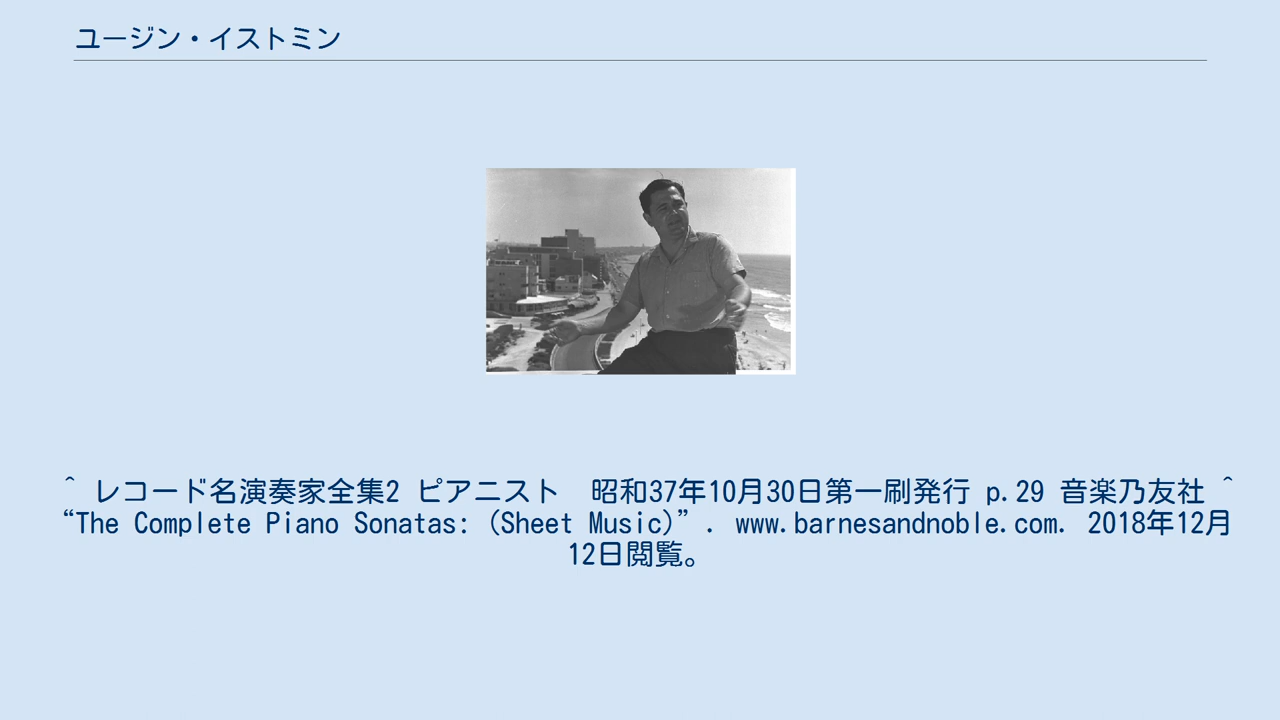 ユージン・イストミン
^ レコード名演奏家全集2 ピアニスト　昭和37年10月30日第一刷発行 p.29 音楽乃友社 ^
“The Complete Piano Sonatas: (Sheet Music)” . www.barnesandnoble.com. 2018年12月
12日閲覧。